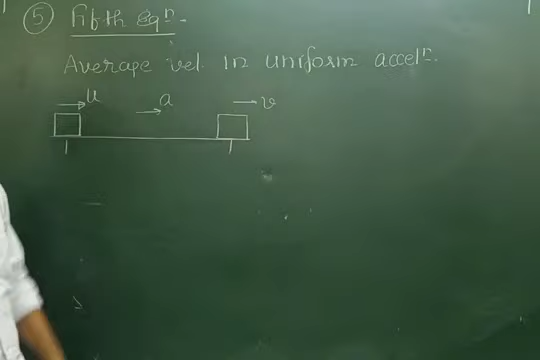 ⑤ Fifth Eqⁿ.
Average vel. in uniform accelⁿ.
u a v